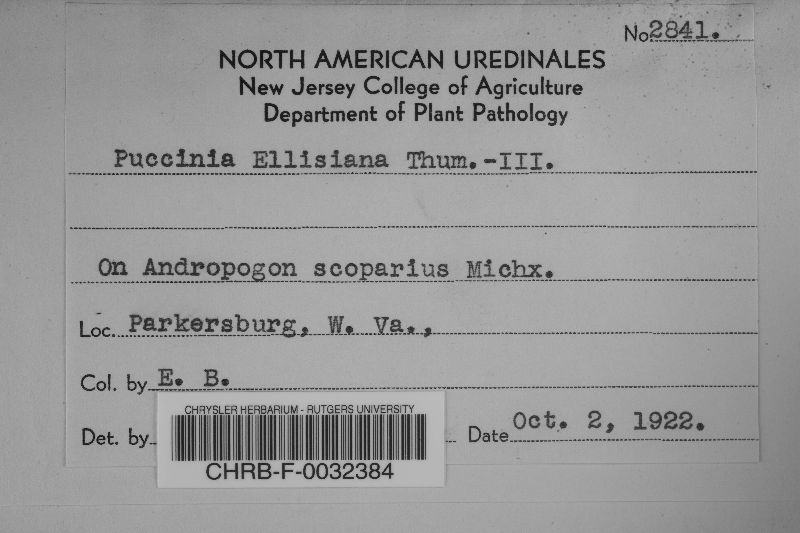 No 2841.
NORTH AMERICAN UREDINALES
New Jersey College of Agriculture
Department of Plant Pathology
Puccinia Ellisiana Thum.-III.
On Andropogon scoparius Michx.
Loc. Parkersburg, W. Va.,
Col. by E. B.
Det. by Date Oct. 2, 1922.
CHRYSLER HERBARIUM - RUTGERS UNIVERSITY
CHRB-F-0032384